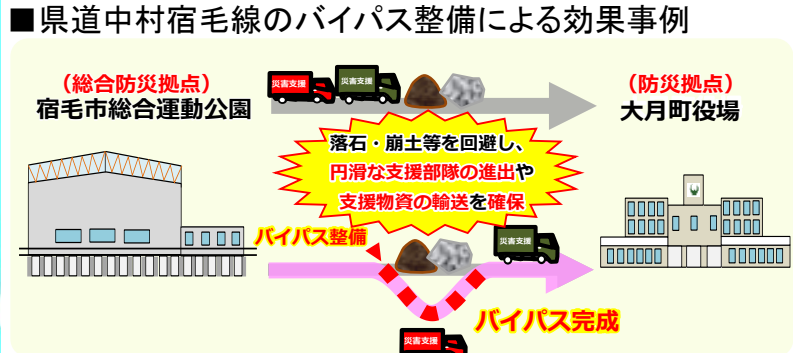 ■県道中村宿毛線のバイパス整備による効果事例
（総合防災拠点）
宿毛市総合運動公園
災害支援
災害支援
（防災拠点）
大月町役場
落石・崩土等を回避し、
円滑な支援部隊の進出や
支援物資の輸送を確保
バイパス整備
災害支援
バイパス完成
災害支援